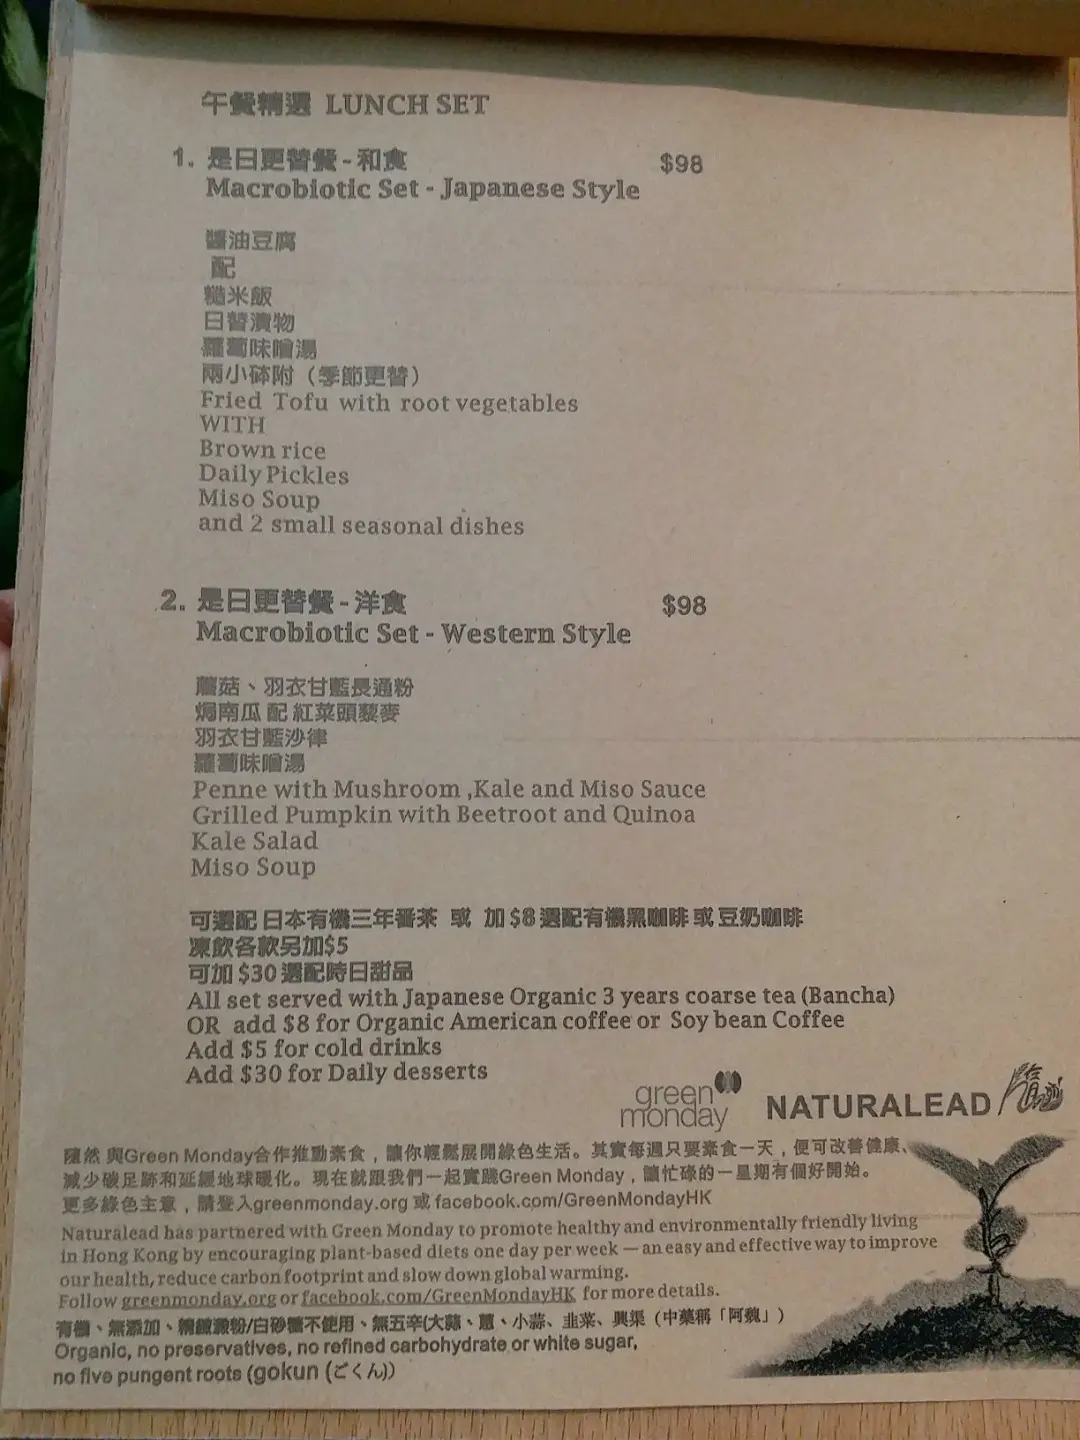 午餐精選 LUNCH SET
1. 是日更替餐 - 和食 $98
Macrobiotic Set - Japanese Style
醬油豆腐
配
糙米飯
日替漬物
蘿蔔味噌湯
兩小砵附（季節更替）
Fried Tofu with root vegetables
WITH
Brown rice
Daily Pickles
Miso Soup
and 2 small seasonal dishes
2. 是日更替餐 - 洋食 $98
Macrobiotic Set - Western Style
蘑菇、羽衣甘藍長通粉
焗南瓜 配 紅菜頭藜麥
羽衣甘藍沙律
蘿蔔味噌湯
Penne with Mushroom ,Kale and Miso Sauce
Grilled Pumpkin with Beetroot and Quinoa
Kale Salad
Miso Soup
可選配 日本有機三年番茶 或 加 $8 選配有機黑咖啡 或 豆奶咖啡
凍飲各款另加$5
可加 $30 選配時日甜品
All set served with Japanese Organic 3 years coarse tea (Bancha)
OR add $8 for Organic American coffee or Soy bean Coffee
Add $5 for cold drinks
Add $30 for Daily desserts
green monday NATURALEAD 隨然
隨然 與Green Monday合作推動素食，讓你輕鬆展開綠色生活。其實每週只要素食一天，便可改善健康、
減少碳足跡和延緩地球暖化。現在就跟我們一起實踐Green Monday，讓忙碌的一星期有個好開始。
更多綠色主意，請登入greenmonday.org 或 facebook.com/GreenMondayHK
Naturalead has partnered with Green Monday to promote healthy and environmentally friendly living
in Hong Kong by encouraging plant-based diets one day per week — an easy and effective way to improve
our health, reduce carbon footprint and slow down global warming.
Follow greenmonday.org or facebook.com/GreenMondayHK for more details.
有機、無添加、精緻澱粉/白砂糖不使用、無五辛(大蒜、蔥、小蒜、韭菜、興渠（中藥稱「阿魏」）
Organic, no preservatives, no refined carbohydrate or white sugar,
no five pungent roots (gokun (ごくん))